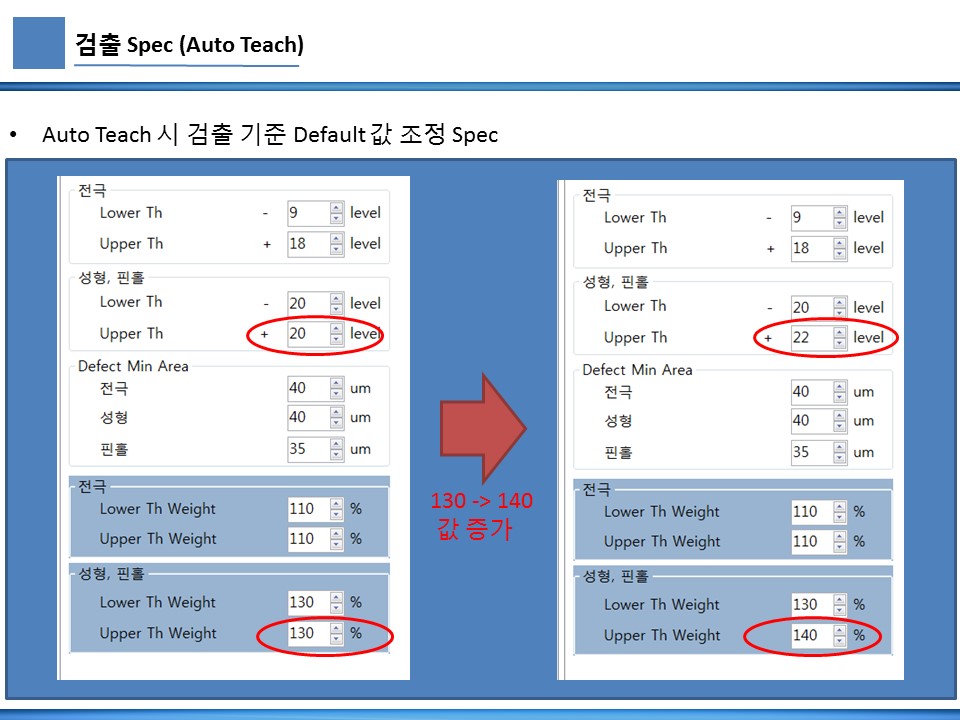 검출 Spec (Auto Teach)
• Auto Teach 시 검출 기준 Default 값 조정 Spec
전극
Lower Th - 9 level
Upper Th + 18 level
성형, 핀홀
Lower Th - 20 level
Upper Th + 20 level
Defect Min Area
전극 40 um
성형 40 um
핀홀 35 um
전극
Lower Th Weight 110 %
Upper Th Weight 110 %
성형, 핀홀
Lower Th Weight 130 %
Upper Th Weight 130 %
130 -> 140
값 증가
전극
Lower Th - 9 level
Upper Th + 18 level
성형, 핀홀
Lower Th - 20 level
Upper Th + 22 level
Defect Min Area
전극 40 um
성형 40 um
핀홀 35 um
전극
Lower Th Weight 110 %
Upper Th Weight 110 %
성형, 핀홀
Lower Th Weight 130 %
Upper Th Weight 140 %